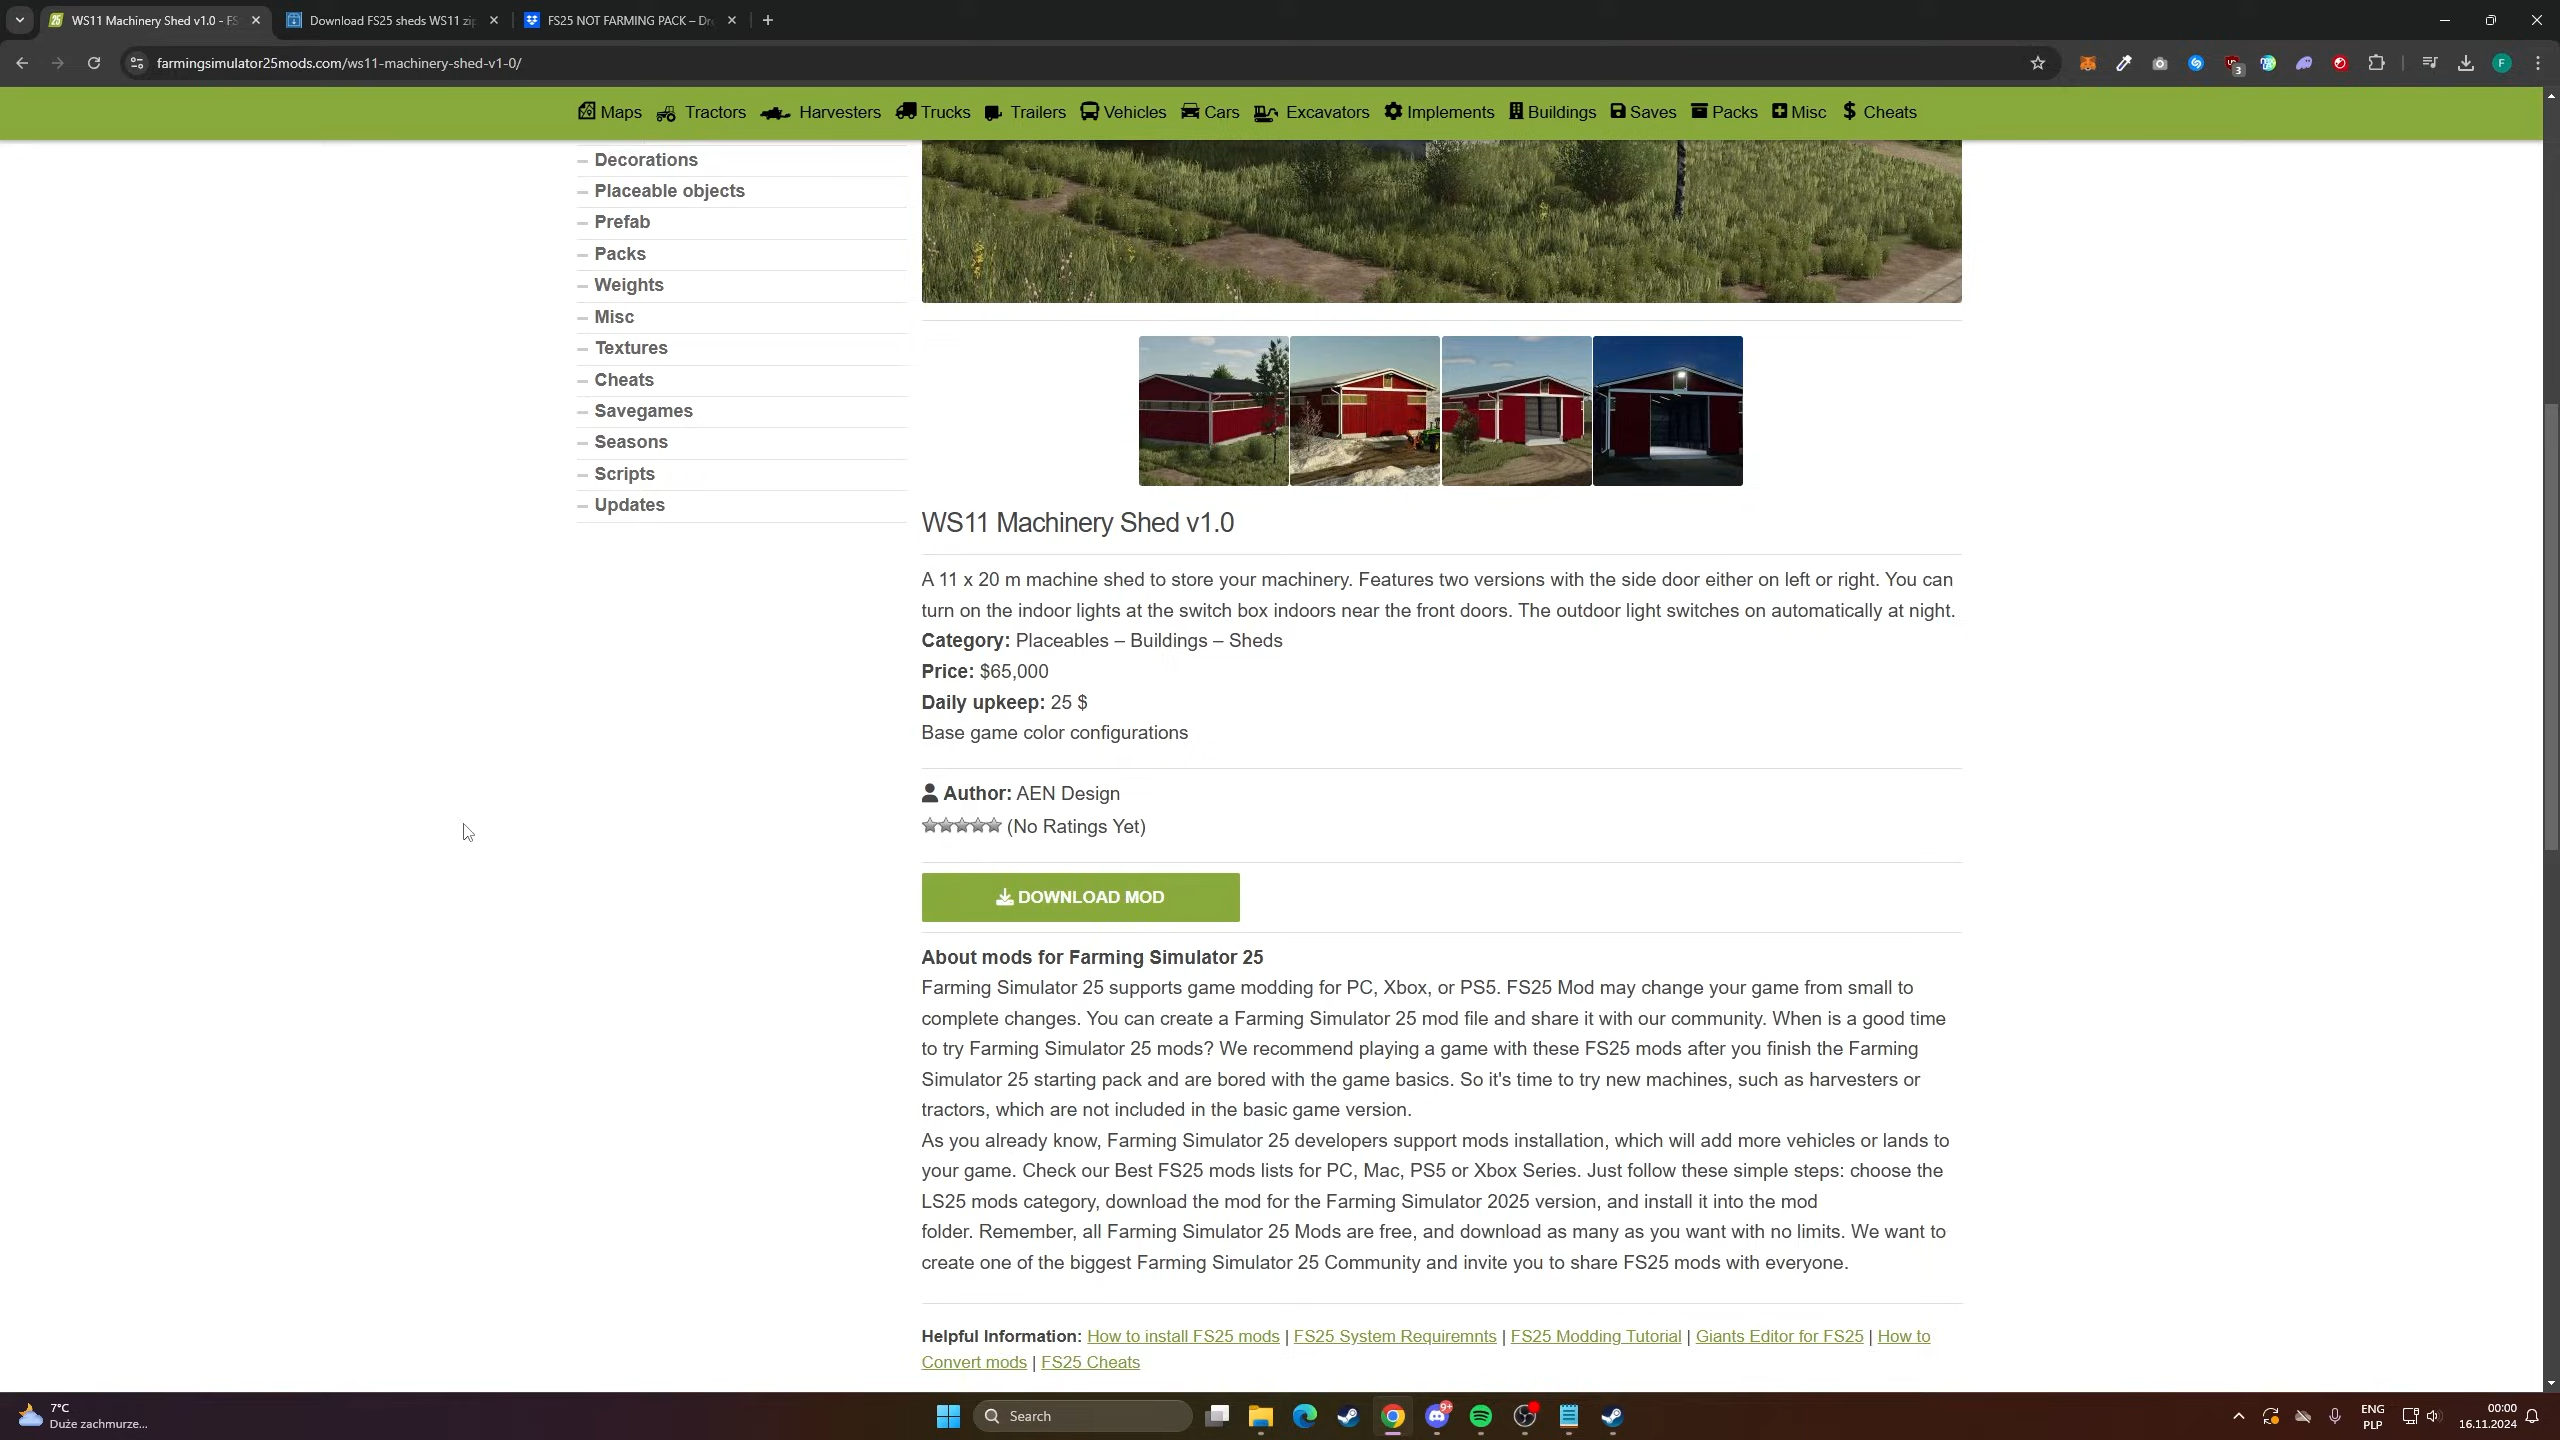 WS11 Machinery Shed v1.0 - FS
Download FS25 sheds WS11 zip
FS25 NOT FARMING PACK – Dr
farmingsimulator25mods.com/ws11-machinery-shed-v1-0/
3
F
Maps Tractors Harvesters Trucks Trailers Vehicles Cars Excavators Implements Buildings Saves Packs Misc Cheats
Decorations
Placeable objects
Prefab
Packs
Weights
Misc
Textures
Cheats
Savegames
Seasons
Scripts
Updates
WS11 Machinery Shed v1.0
A 11 x 20 m machine shed to store your machinery. Features two versions with the side door either on left or right. You can
turn on the indoor lights at the switch box indoors near the front doors. The outdoor light switches on automatically at night.
Category: Placeables – Buildings – Sheds
Price: $65,000
Daily upkeep: 25 $
Base game color configurations
Author: AEN Design
(No Ratings Yet)
DOWNLOAD MOD
About mods for Farming Simulator 25
Farming Simulator 25 supports game modding for PC, Xbox, or PS5. FS25 Mod may change your game from small to
complete changes. You can create a Farming Simulator 25 mod file and share it with our community. When is a good time
to try Farming Simulator 25 mods? We recommend playing a game with these FS25 mods after you finish the Farming
Simulator 25 starting pack and are bored with the game basics. So it's time to try new machines, such as harvesters or
tractors, which are not included in the basic game version.
As you already know, Farming Simulator 25 developers support mods installation, which will add more vehicles or lands to
your game. Check our Best FS25 mods lists for PC, Mac, PS5 or Xbox Series. Just follow these simple steps: choose the
LS25 mods category, download the mod for the Farming Simulator 2025 version, and install it into the mod
folder. Remember, all Farming Simulator 25 Mods are free, and download as many as you want with no limits. We want to
create one of the biggest Farming Simulator 25 Community and invite you to share FS25 mods with everyone.
Helpful Information: How to install FS25 mods | FS25 System Requiremnts | FS25 Modding Tutorial | Giants Editor for FS25 | How to
Convert mods | FS25 Cheats
7°C
Duże zachmurze...
Search
9+
ENG
PLP
00:00
16.11.2024